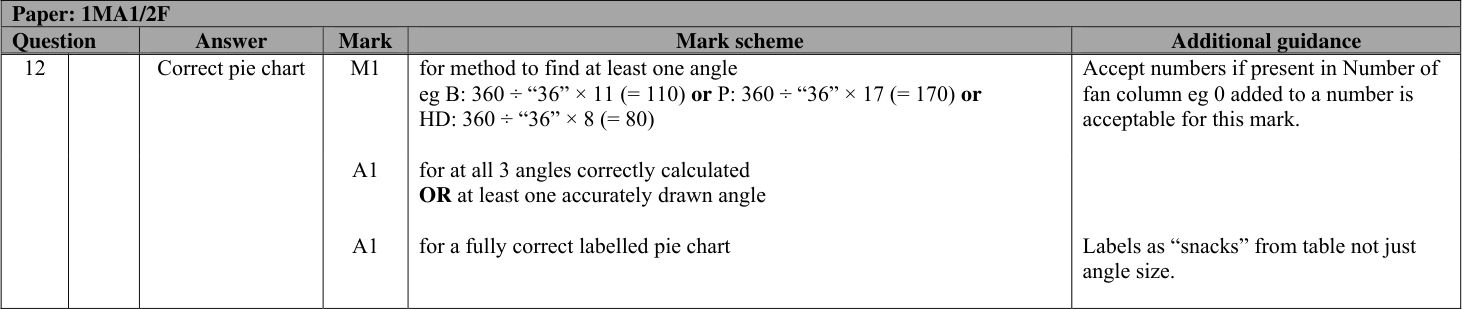 Paper: 1MA1/2F
Question Answer Mark Mark scheme Additional guidance
12 Correct pie chart M1 for method to find at least one angle Accept numbers if present in Number of
eg B: 360 ÷ “36” × 11 (= 110) or P: 360 ÷ “36” × 17 (= 170) or fan column eg 0 added to a number is
HD: 360 ÷ “36” × 8 (= 80) acceptable for this mark.
A1 for at all 3 angles correctly calculated
OR at least one accurately drawn angle
A1 for a fully correct labelled pie chart Labels as “snacks” from table not just
angle size.